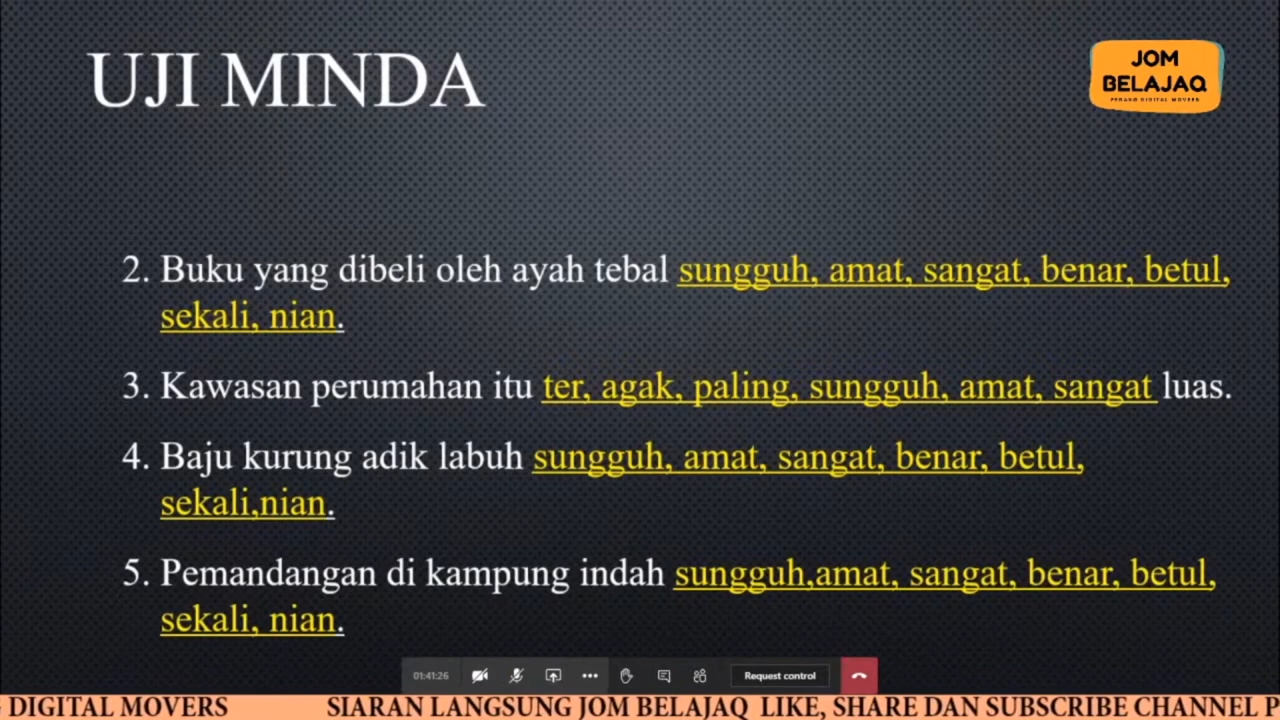 UJI MINDA
JOM
BELAJAQ
PERAKU DIGITAL MOVERS
2. Buku yang dibeli oleh ayah tebal sungguh, amat, sangat, benar, betul,
sekali, nian.
3. Kawasan perumahan itu ter, agak, paling, sungguh, amat, sangat luas.
4. Baju kurung adik labuh sungguh, amat, sangat, benar, betul,
sekali,nian.
5. Pemandangan di kampung indah sungguh,amat, sangat, benar, betul,
sekali, nian.
01:41:26
Request control
DIGITAL MOVERS SIARAN LANGSUNG JOM BELAJAQ LIKE, SHARE DAN SUBSCRIBE CHANNEL P